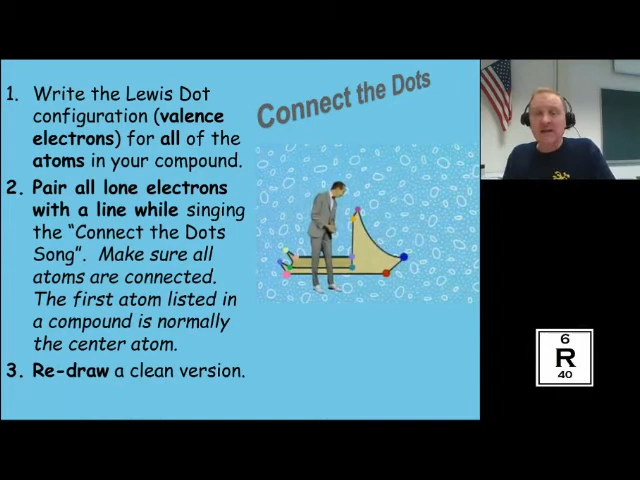 Connect the Dots
1. Write the Lewis Dot
configuration (valence
electrons) for all of the
atoms in your compound.
2. Pair all lone electrons
with a line while singing
the “Connect the Dots
Song”. Make sure all
atoms are connected.
The first atom listed in
a compound is normally
the center atom.
3. Re-draw a clean version.
6
R
40